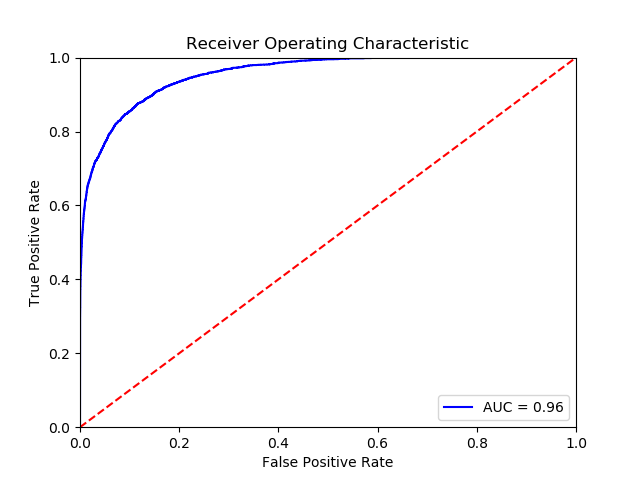 Receiver Operating Characteristic
1.0
0.8
0.6
0.4
0.2
0.0
True Positive Rate
AUC = 0.96
0.0 0.2 0.4 0.6 0.8 1.0
False Positive Rate